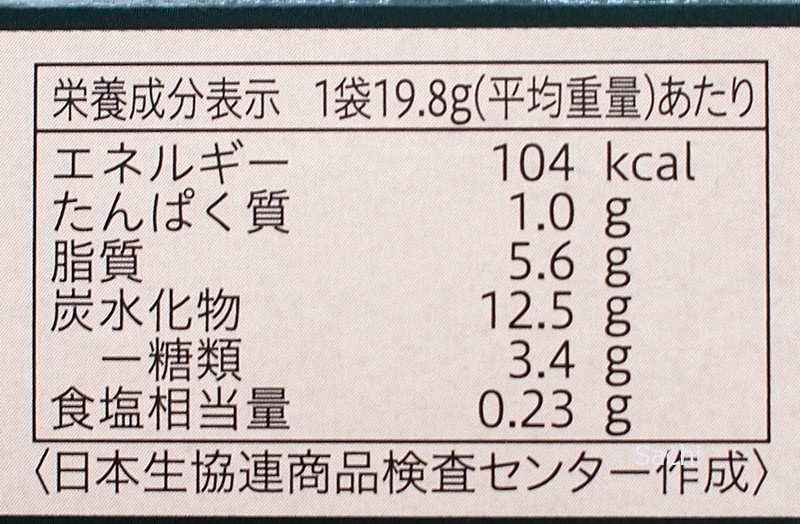 栄養成分表示 1袋19.8g(平均重量)あたり
エネルギー 104 kcal
たんぱく質 1.0 g
脂質 5.6 g
炭水化物 12.5 g
ー糖類 3.4 g
食塩相当量 0.23 g
Sachi
〈日本生協連商品検査センター作成〉